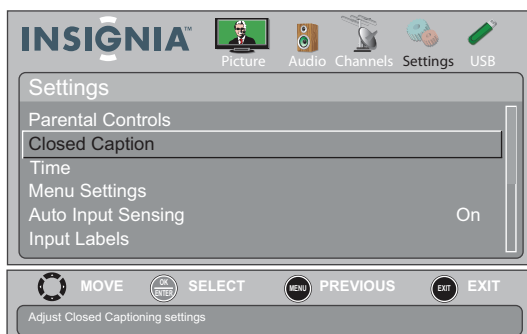 INSIGNIA™
Picture Audio Channels Settings USB
Settings
Parental Controls
Closed Caption
Time
Menu Settings
Auto Input Sensing On
Input Labels
MOVE OK ENTER SELECT MENU PREVIOUS EXIT EXIT
Adjust Closed Captioning settings